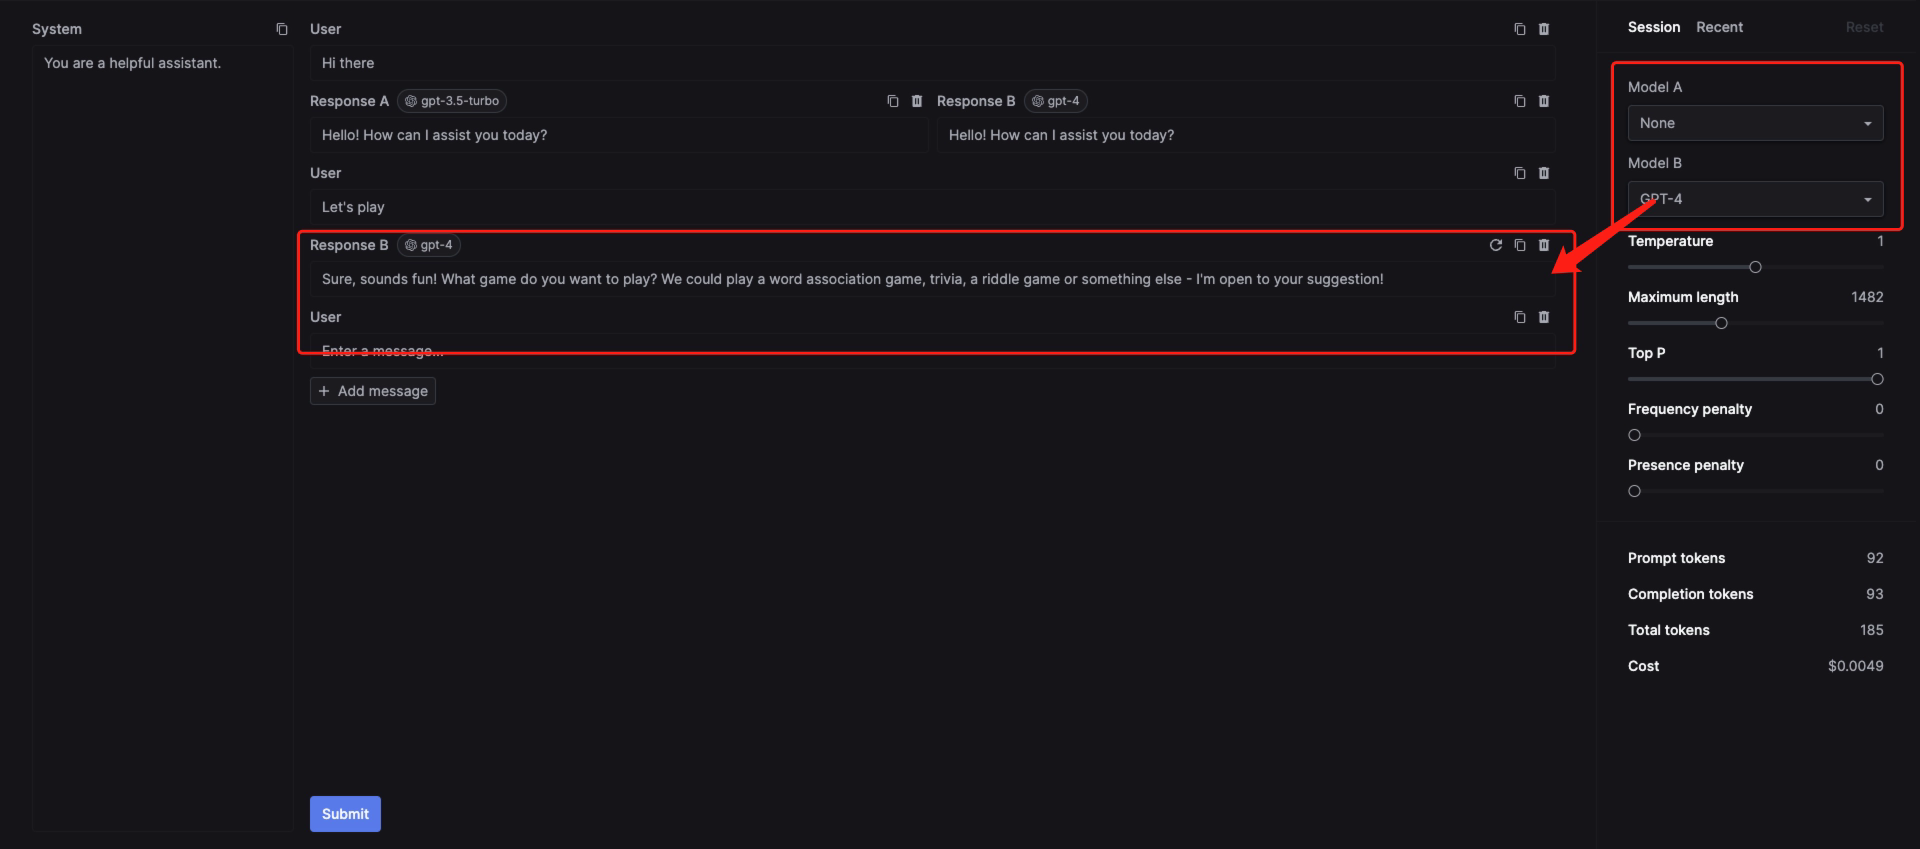 System
You are a helpful assistant.
User
Hi there
Response A gpt-3.5-turbo
Hello! How can I assist you today?
Response B gpt-4
Hello! How can I assist you today?
User
Let's play
Response B gpt-4
Sure, sounds fun! What game do you want to play? We could play a word association game, trivia, a riddle game or something else - I'm open to your suggestion!
User
Enter a message...
+ Add message
Submit
Session Recent Reset
Model A
None
Model B
GPT-4
Temperature 1
Maximum length 1482
Top P 1
Frequency penalty 0
Presence penalty 0
Prompt tokens 92
Completion tokens 93
Total tokens 185
Cost $0.0049